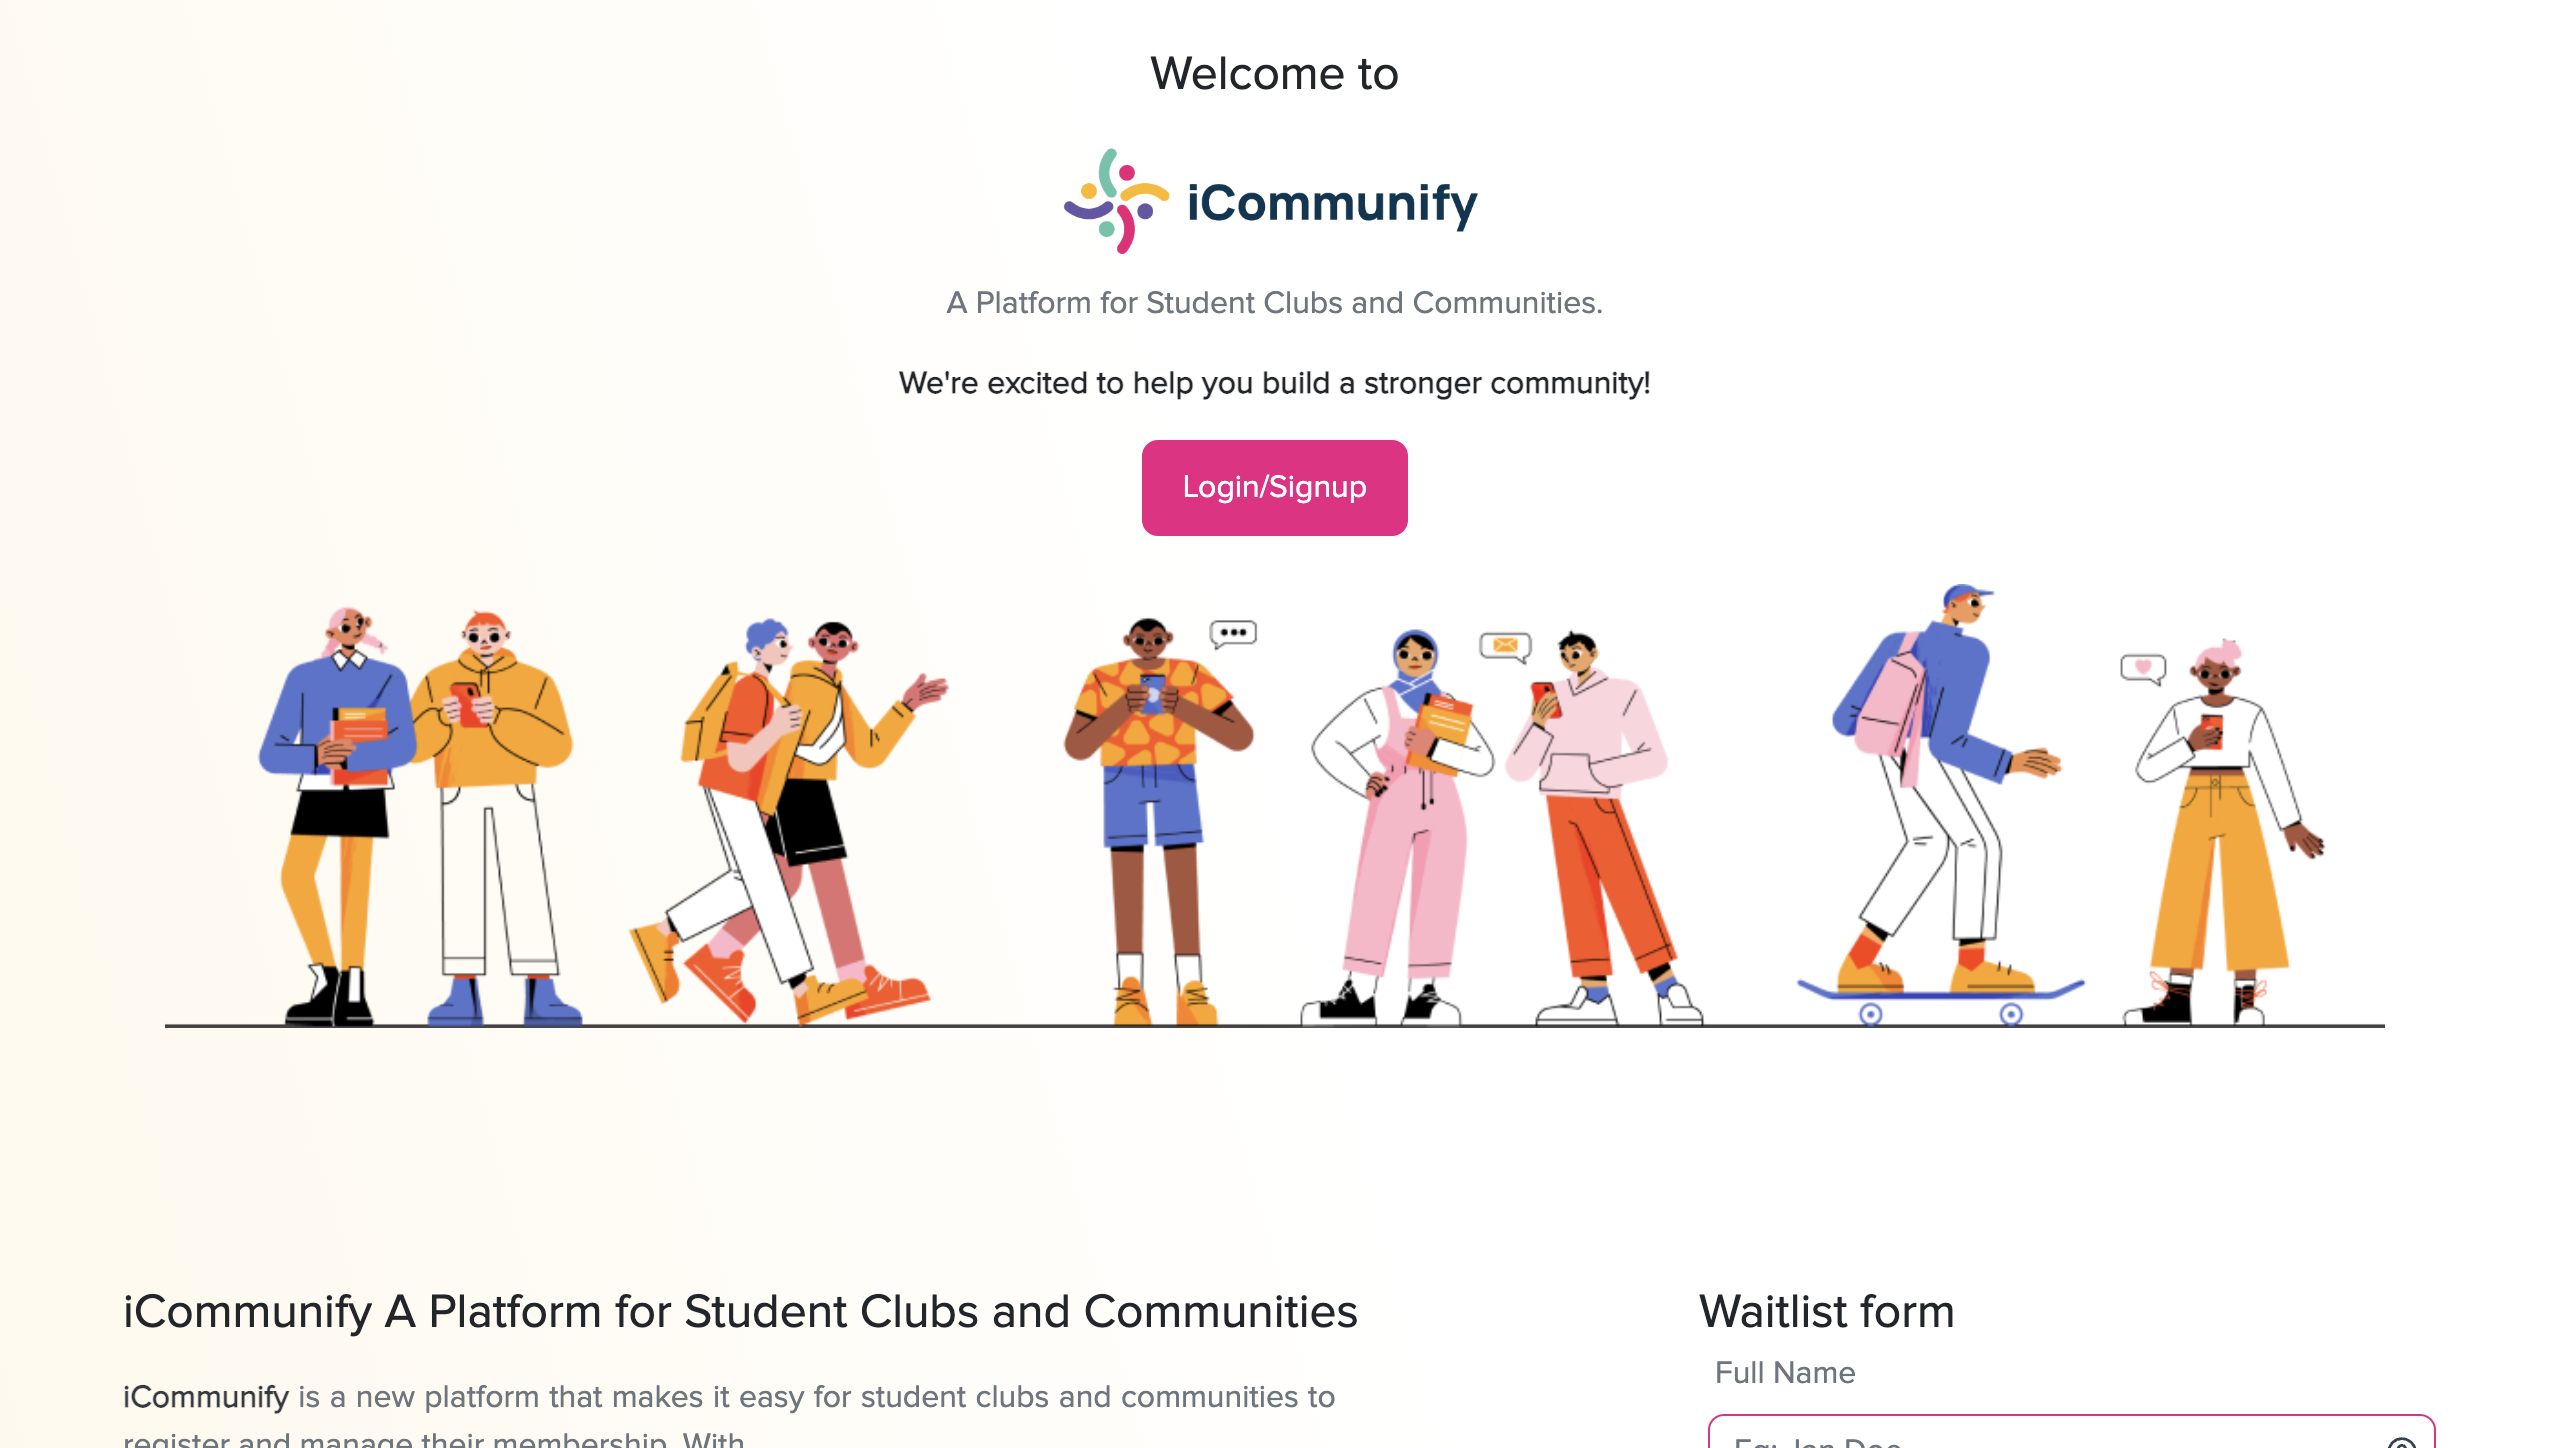 Welcome to
iCommunify
A Platform for Student Clubs and Communities.
We're excited to help you build a stronger community!
Login/Signup
iCommunify A Platform for Student Clubs and Communities
iCommunify is a new platform that makes it easy for student clubs and communities to
register and manage their membership. With
Waitlist form
Full Name
Eg: Jan Doe